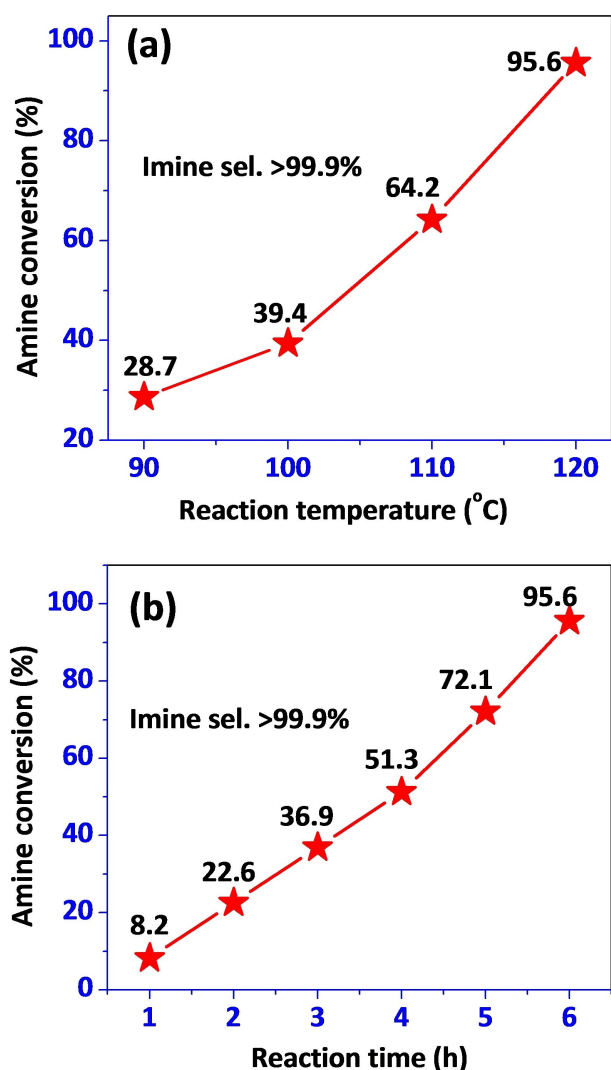 (a)
100
95.6
80
Imine sel. >99.9%
64.2
60
39.4
40
28.7
20
90 100 110 120
Amine conversion (%)
Reaction temperature (°C)
(b)
100
95.6
80
72.1
Imine sel. >99.9%
60
51.3
40
36.9
22.6
20
8.2
0
1 2 3 4 5 6
Amine conversion (%)
Reaction time (h)